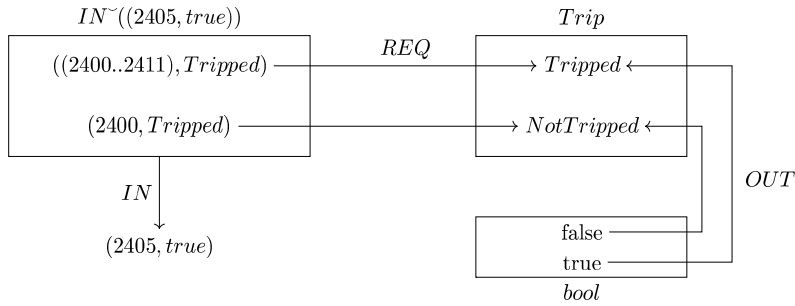 IN˘((2405, true))
Trip
REQ
((2400..2411), Tripped)
Tripped
(2400, Tripped)
NotTripped
IN
OUT
(2405, true)
false
true
bool